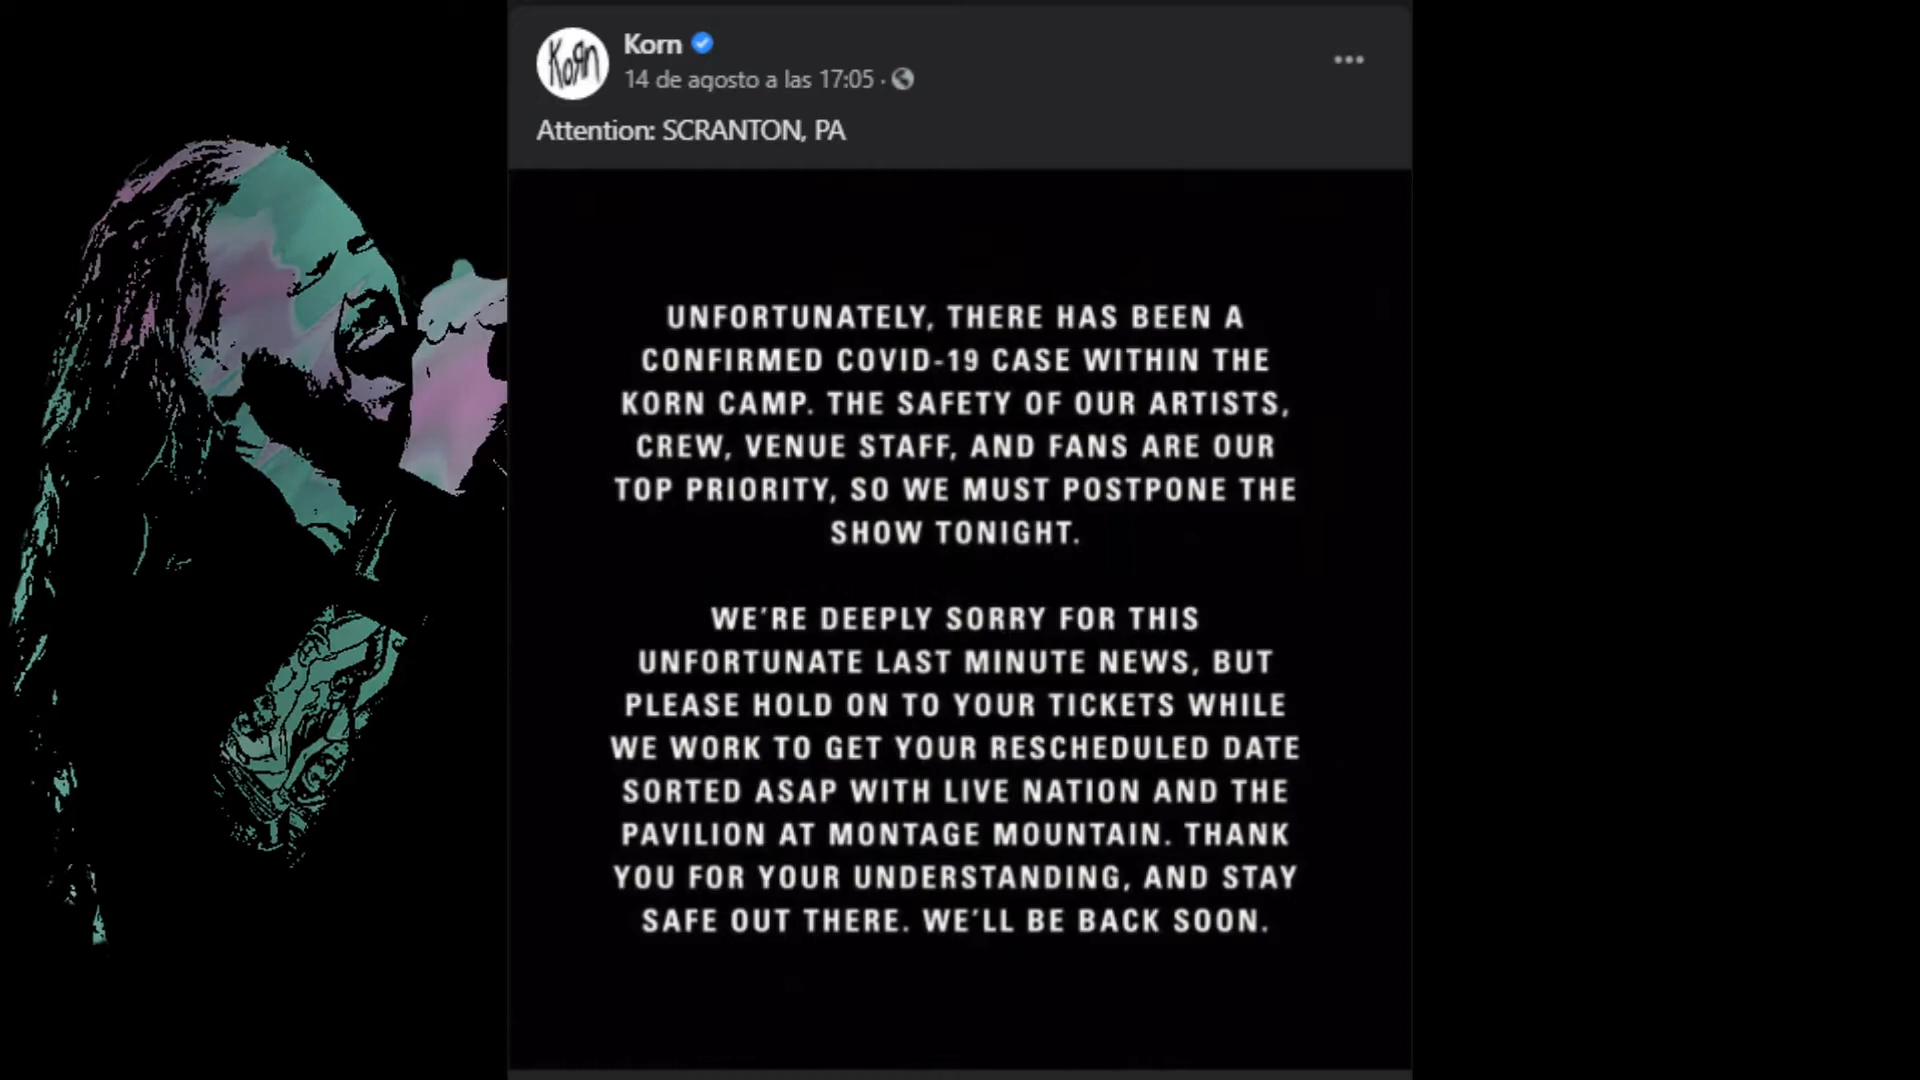 KoЯn
Korn
14 de agosto a las 17:05 ·
Attention: SCRANTON, PA
UNFORTUNATELY, THERE HAS BEEN A
CONFIRMED COVID-19 CASE WITHIN THE
KORN CAMP. THE SAFETY OF OUR ARTISTS,
CREW, VENUE STAFF, AND FANS ARE OUR
TOP PRIORITY, SO WE MUST POSTPONE THE
SHOW TONIGHT.
WE'RE DEEPLY SORRY FOR THIS
UNFORTUNATE LAST MINUTE NEWS, BUT
PLEASE HOLD ON TO YOUR TICKETS WHILE
WE WORK TO GET YOUR RESCHEDULED DATE
SORTED ASAP WITH LIVE NATION AND THE
PAVILION AT MONTAGE MOUNTAIN. THANK
YOU FOR YOUR UNDERSTANDING, AND STAY
SAFE OUT THERE. WE'LL BE BACK SOON.